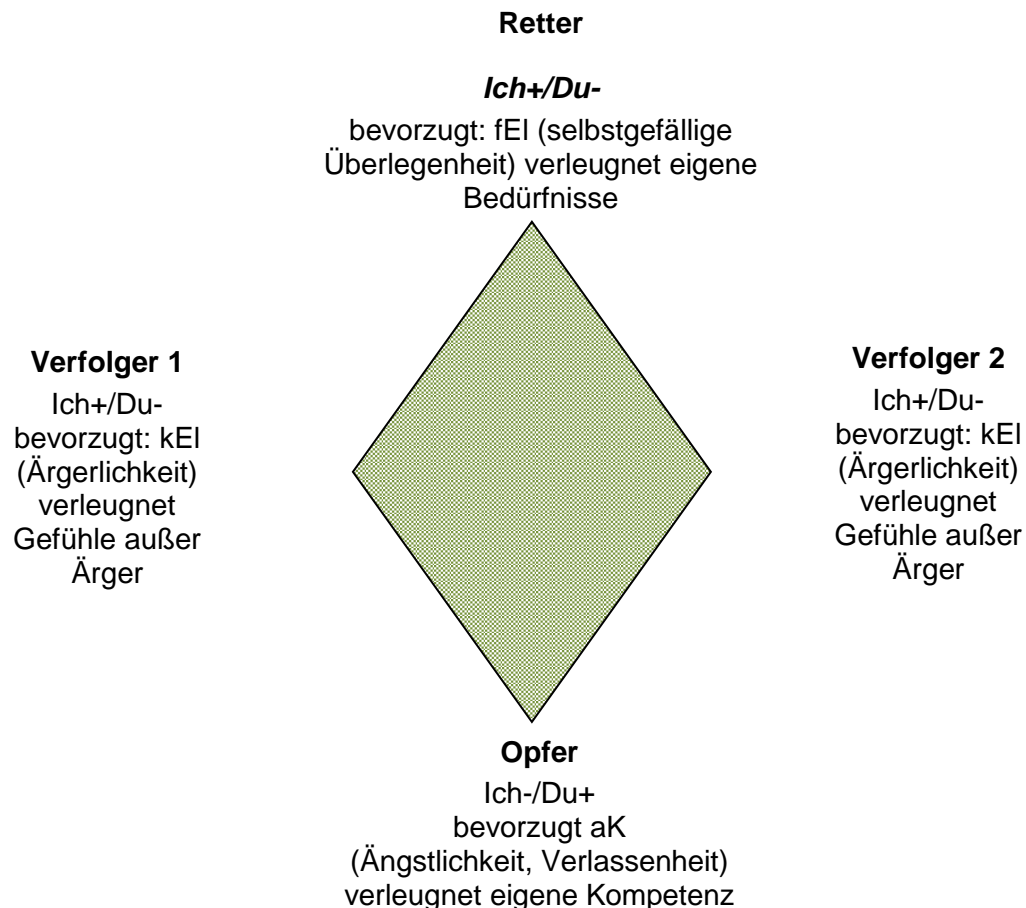 Retter
Ich+/Du-
bevorzugt: fEl (selbstgefällige
Überlegenheit) verleugnet eigene
Bedürfnisse
Verfolger 1
Ich+/Du-
bevorzugt: kEl
(Ärgerlichkeit)
verleugnet
Gefühle außer
Ärger
Verfolger 2
Ich+/Du-
bevorzugt: kEl
(Ärgerlichkeit)
verleugnet
Gefühle außer
Ärger
Opfer
Ich-/Du+
bevorzugt aK
(Ängstlichkeit, Verlassenheit)
verleugnet eigene Kompetenz